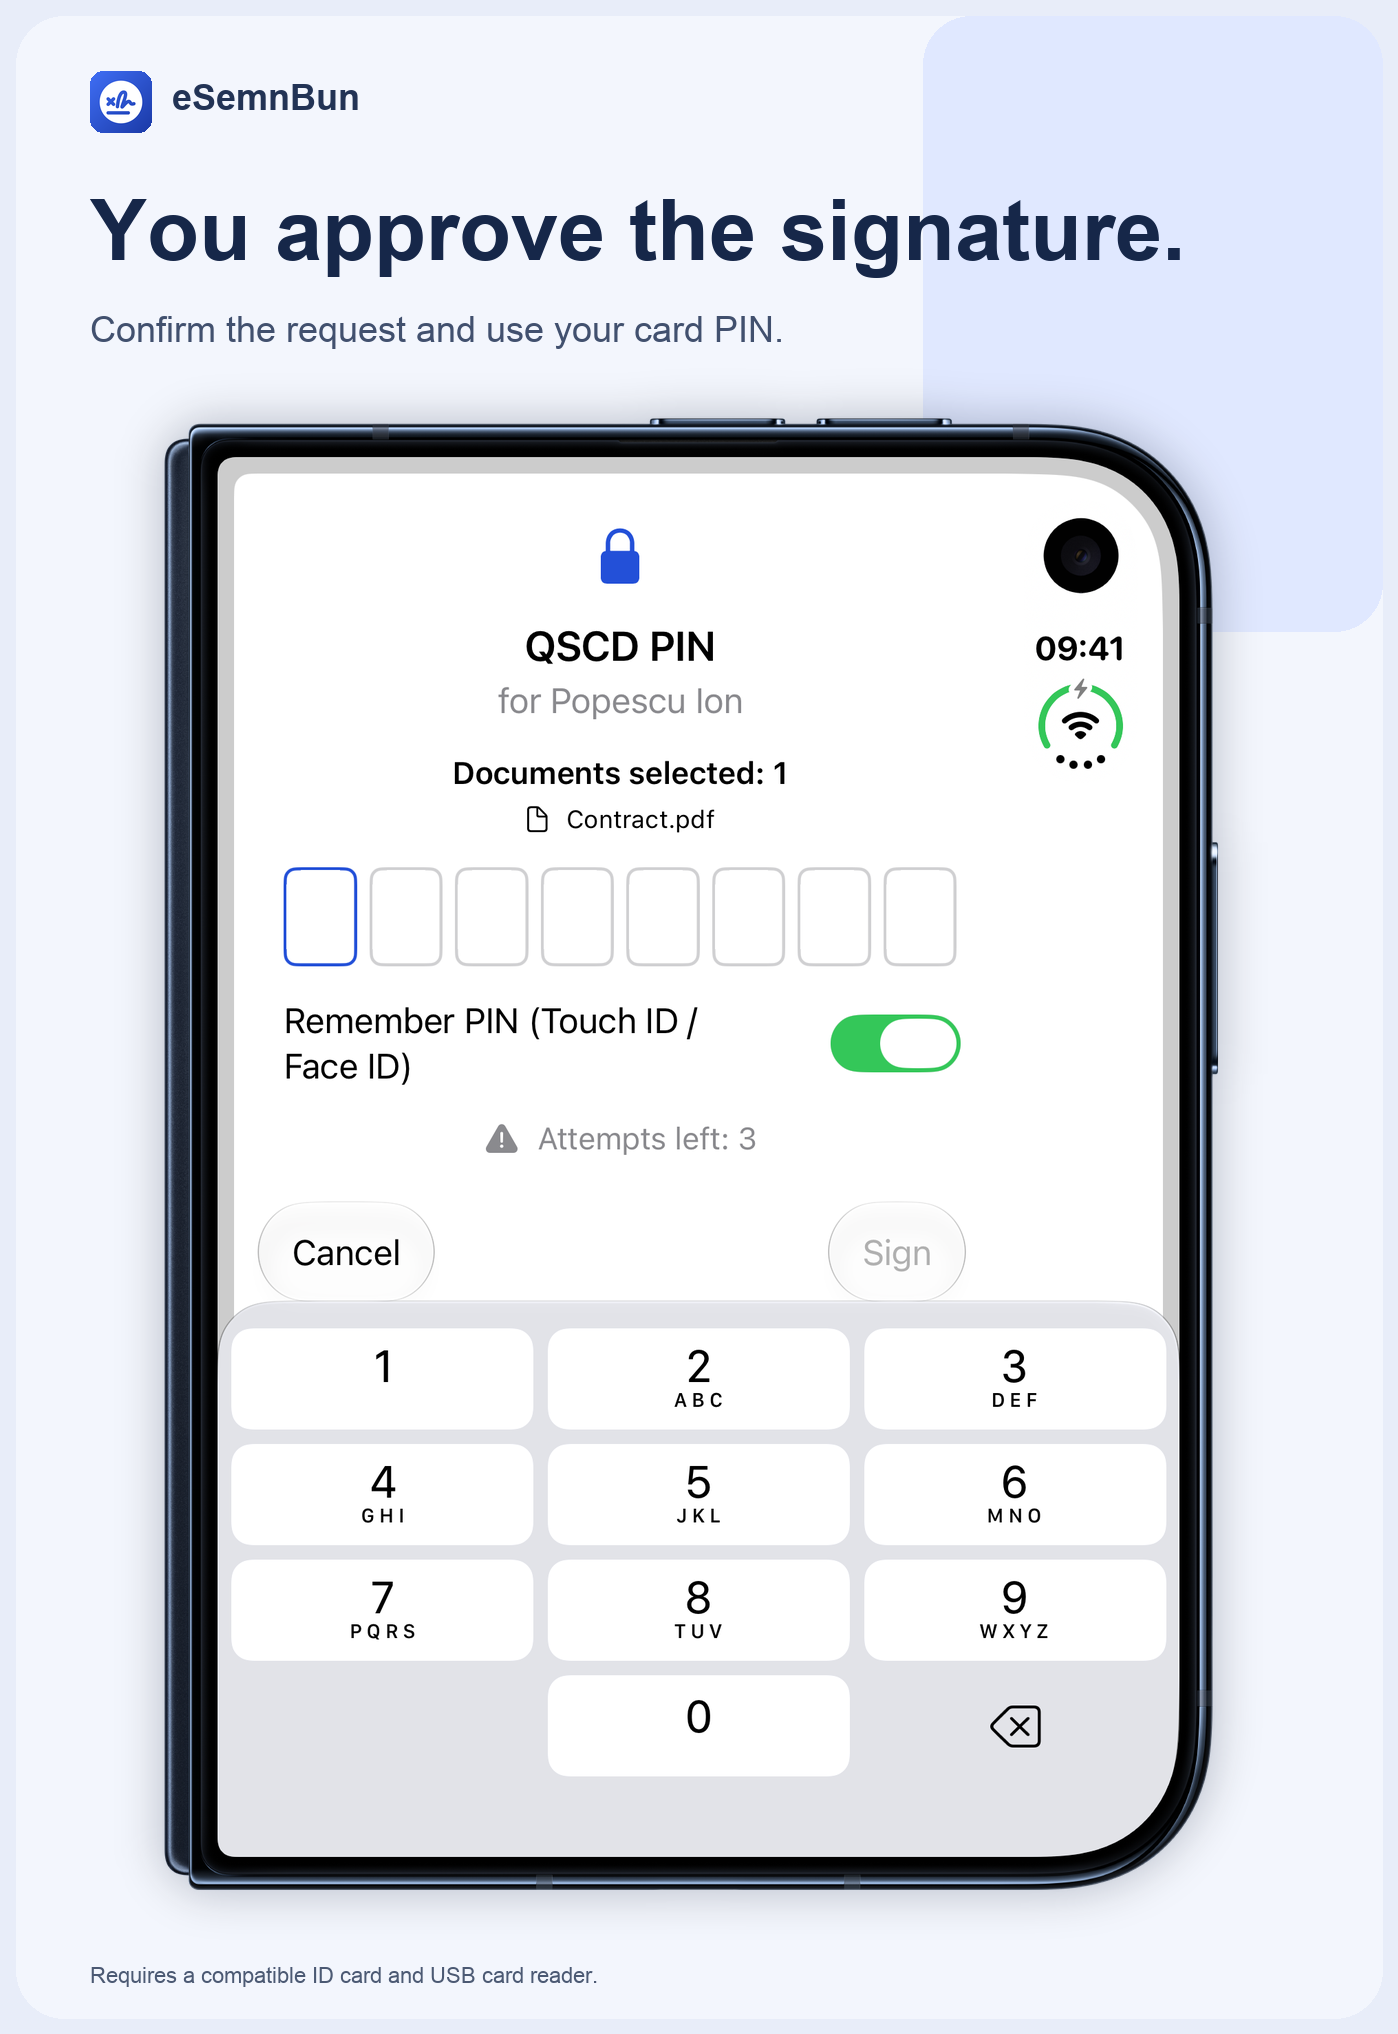 eSemnBun
You approve the signature.
Confirm the request and use your card PIN.
QSCD PIN
for Popescu Ion
09:41
Documents selected: 1
Contract.pdf
Remember PIN (Touch ID /
Face ID)
Attempts left: 3
Cancel
Sign
1
2
ABC
3
DEF
4
GHI
5
JKL
6
MNO
7
PQRS
8
TUV
9
WXYZ
0
Requires a compatible ID card and USB card reader.